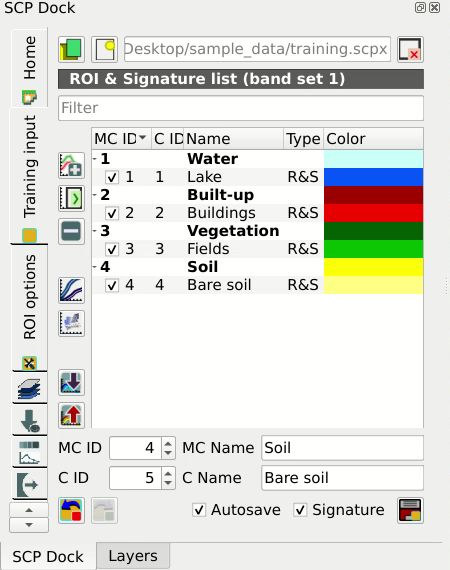 SCP Dock
Home
Training input
ROI options
Desktop/sample_data/training.scpx
ROI & Signature list (band set 1)
Filter
MC ID C ID Name Type Color
1 Water
1 1 Lake R&S
2 Built-up
2 2 Buildings R&S
3 Vegetation
3 3 Fields R&S
4 Soil
4 4 Bare soil R&S
MC ID 4 MC Name Soil
C ID 5 C Name Bare soil
Autosave Signature
SCP Dock Layers